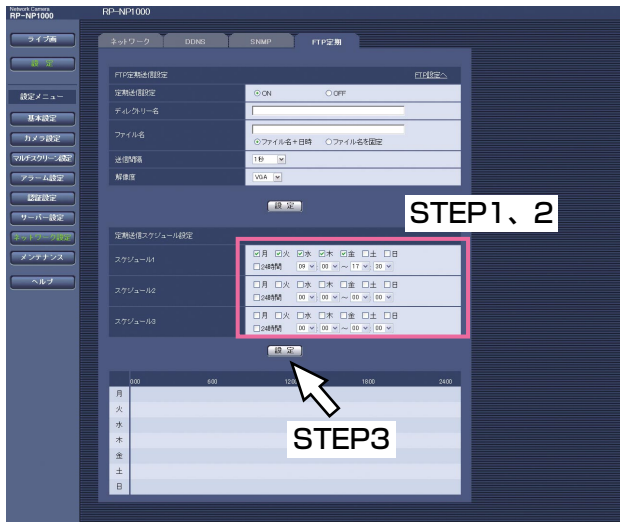 Network Camera
RP-NP1000
RP-NP1000
ライブ画
設 定
設定メニュー
基本設定
カメラ設定
マルチスクリーン設定
アラーム設定
認証設定
サーバー設定
ネットワーク設定
メンテナンス
ヘルプ
ネットワーク DDNS SNMP FTP定期
FTP定期送信設定 FTP設定へ
定期送信設定 ON OFF
ディレクトリー名
ファイル名
ファイル名+日時 ファイル名を固定
送信間隔 1秒
解像度 VGA
設 定
STEP1、2
定期送信スケジュール設定
スケジュール1 月 火 水 木 金 土 日
24時間 09 00 ～ 17 30
スケジュール2 月 火 水 木 金 土 日
24時間 00 00 ～ 00 00
スケジュール3 月 火 水 木 金 土 日
24時間 00 00 ～ 00 00
設 定
STEP3
000 600 1200 1800 2400
月
火
水
木
金
土
日